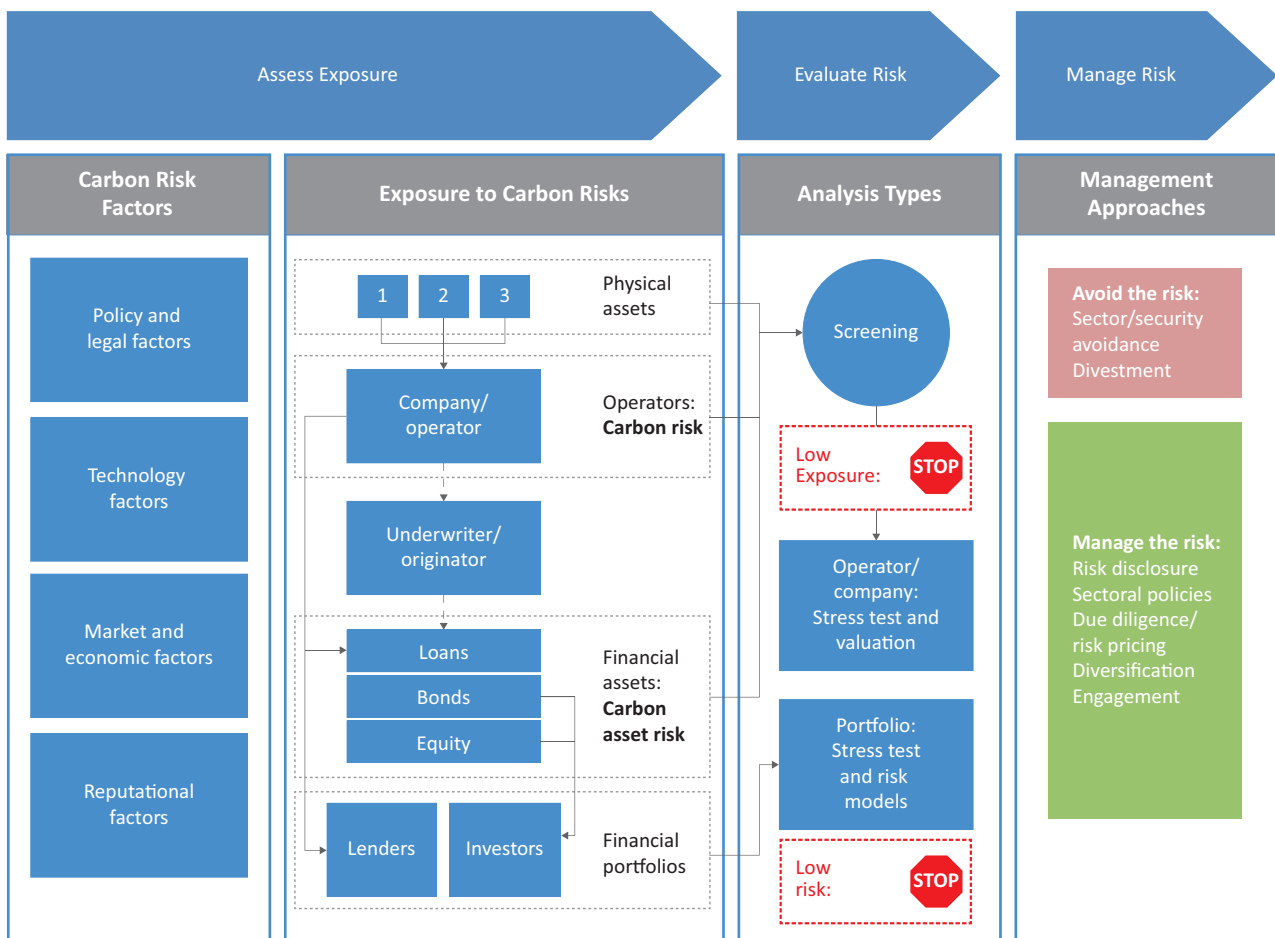 Assess Exposure
Evaluate Risk
Manage Risk
Carbon Risk
Factors
Exposure to Carbon Risks
Analysis Types
Management
Approaches
Policy and
legal factors
Technology
factors
Market and
economic factors
Reputational
factors
1
2
3
Physical
assets
Company/
operator
Operators:
Carbon risk
Underwriter/
originator
Loans
Bonds
Equity
Financial
assets:
Carbon
asset risk
Lenders
Investors
Financial
portfolios
Screening
Low
Exposure:
STOP
Operator/
company:
Stress test and
valuation
Portfolio:
Stress test
and risk
models
Low
risk:
STOP
Avoid the risk:
Sector/security
avoidance
Divestment
Manage the risk:
Risk disclosure
Sectoral policies
Due diligence/
risk pricing
Diversification
Engagement